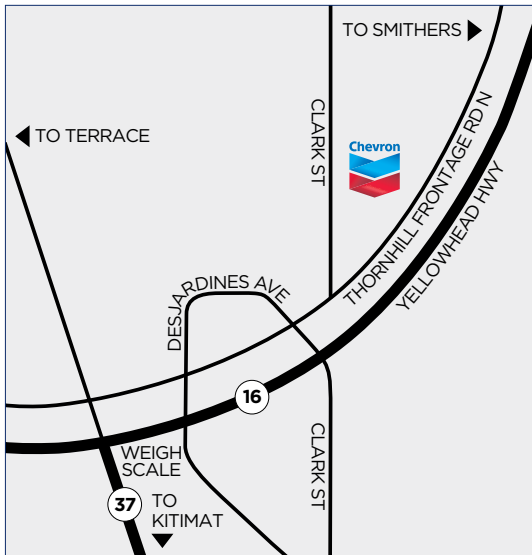 TO SMITHERS
TO TERRACE
CLARK ST
Chevron
THORNHILL FRONTAGE RD N
YELLOWHEAD HWY
DESJARDINES AVE
16
CLARK ST
WEIGH
SCALE
37
TO
KITIMAT